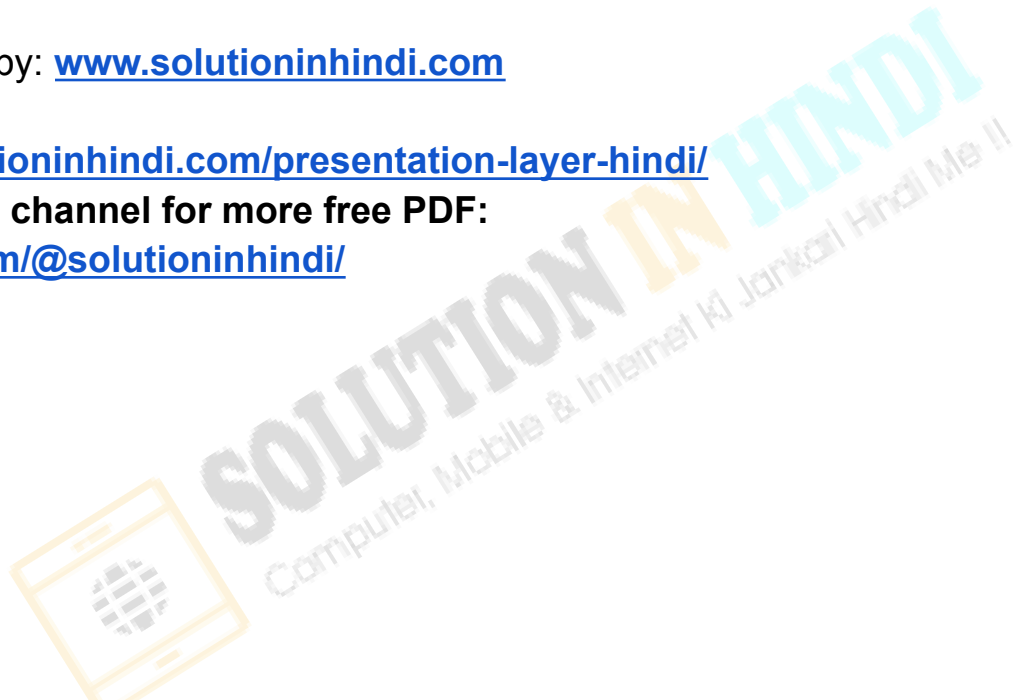 by: www.solutioninhindi.com
ioninhindi.com/presentation-layer-hindi/
channel for more free PDF:
m/@solutioninhindi/
SOLUTION IN HINDI
Computer, Mobile & Internet Ki Jankari Hindi Me !!